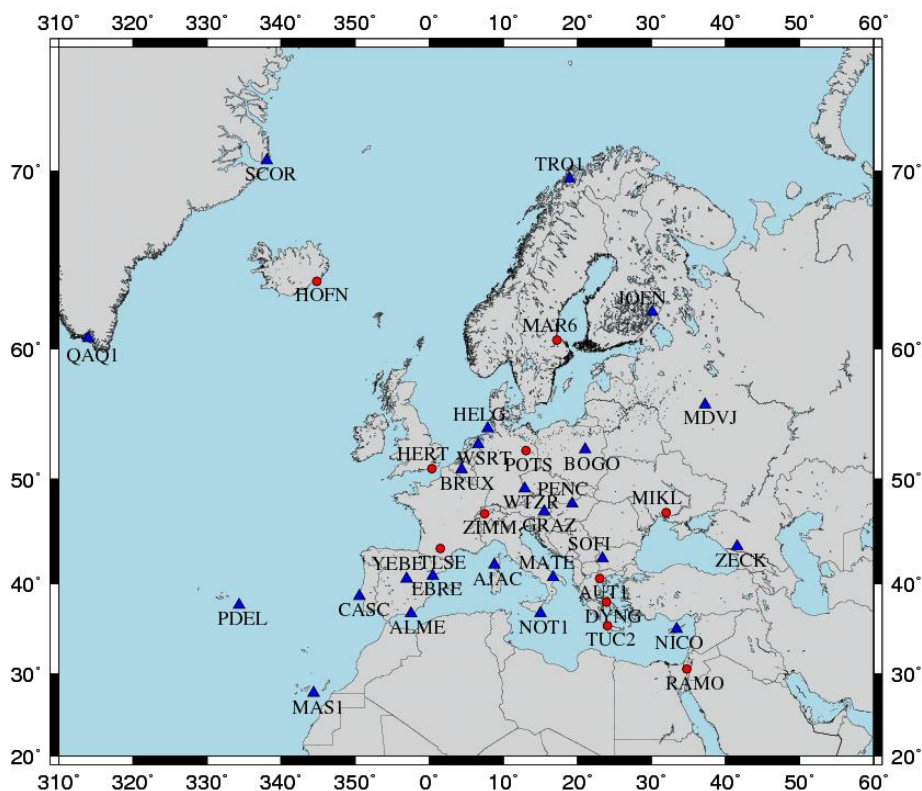 310° 320° 330° 340° 350° 0° 10° 20° 30° 40° 50° 60°
70° 70°
TRO1
SCOR
HOFN
JOEN
MAR6
60° 60°
QAQ1
MDVJ
HELG
HERT WSRT
POTS BOGO
50° 50°
BRUX
WTZR PENC
MIKL
ZIMM GRAZ
SOFI
ZECK
YEBE TLSE MATE
AJAC
40° EBRE AUT1 40°
CASC
PDEL ALME NOT1 DYNG
TUC2 NICO
30° RAMO 30°
MAS1
20° 20°
310° 320° 330° 340° 350° 0° 10° 20° 30° 40° 50° 60°